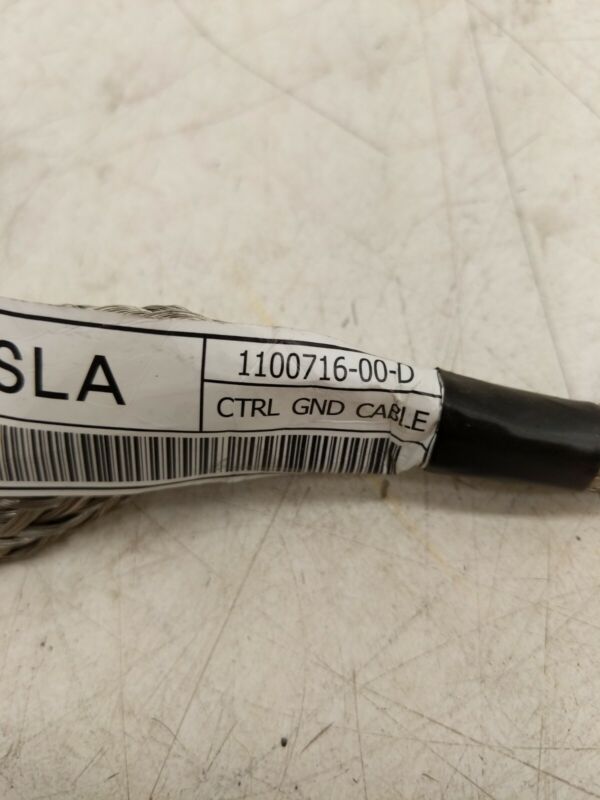 SLA
1100716-00-D
CTRL GND CABLE